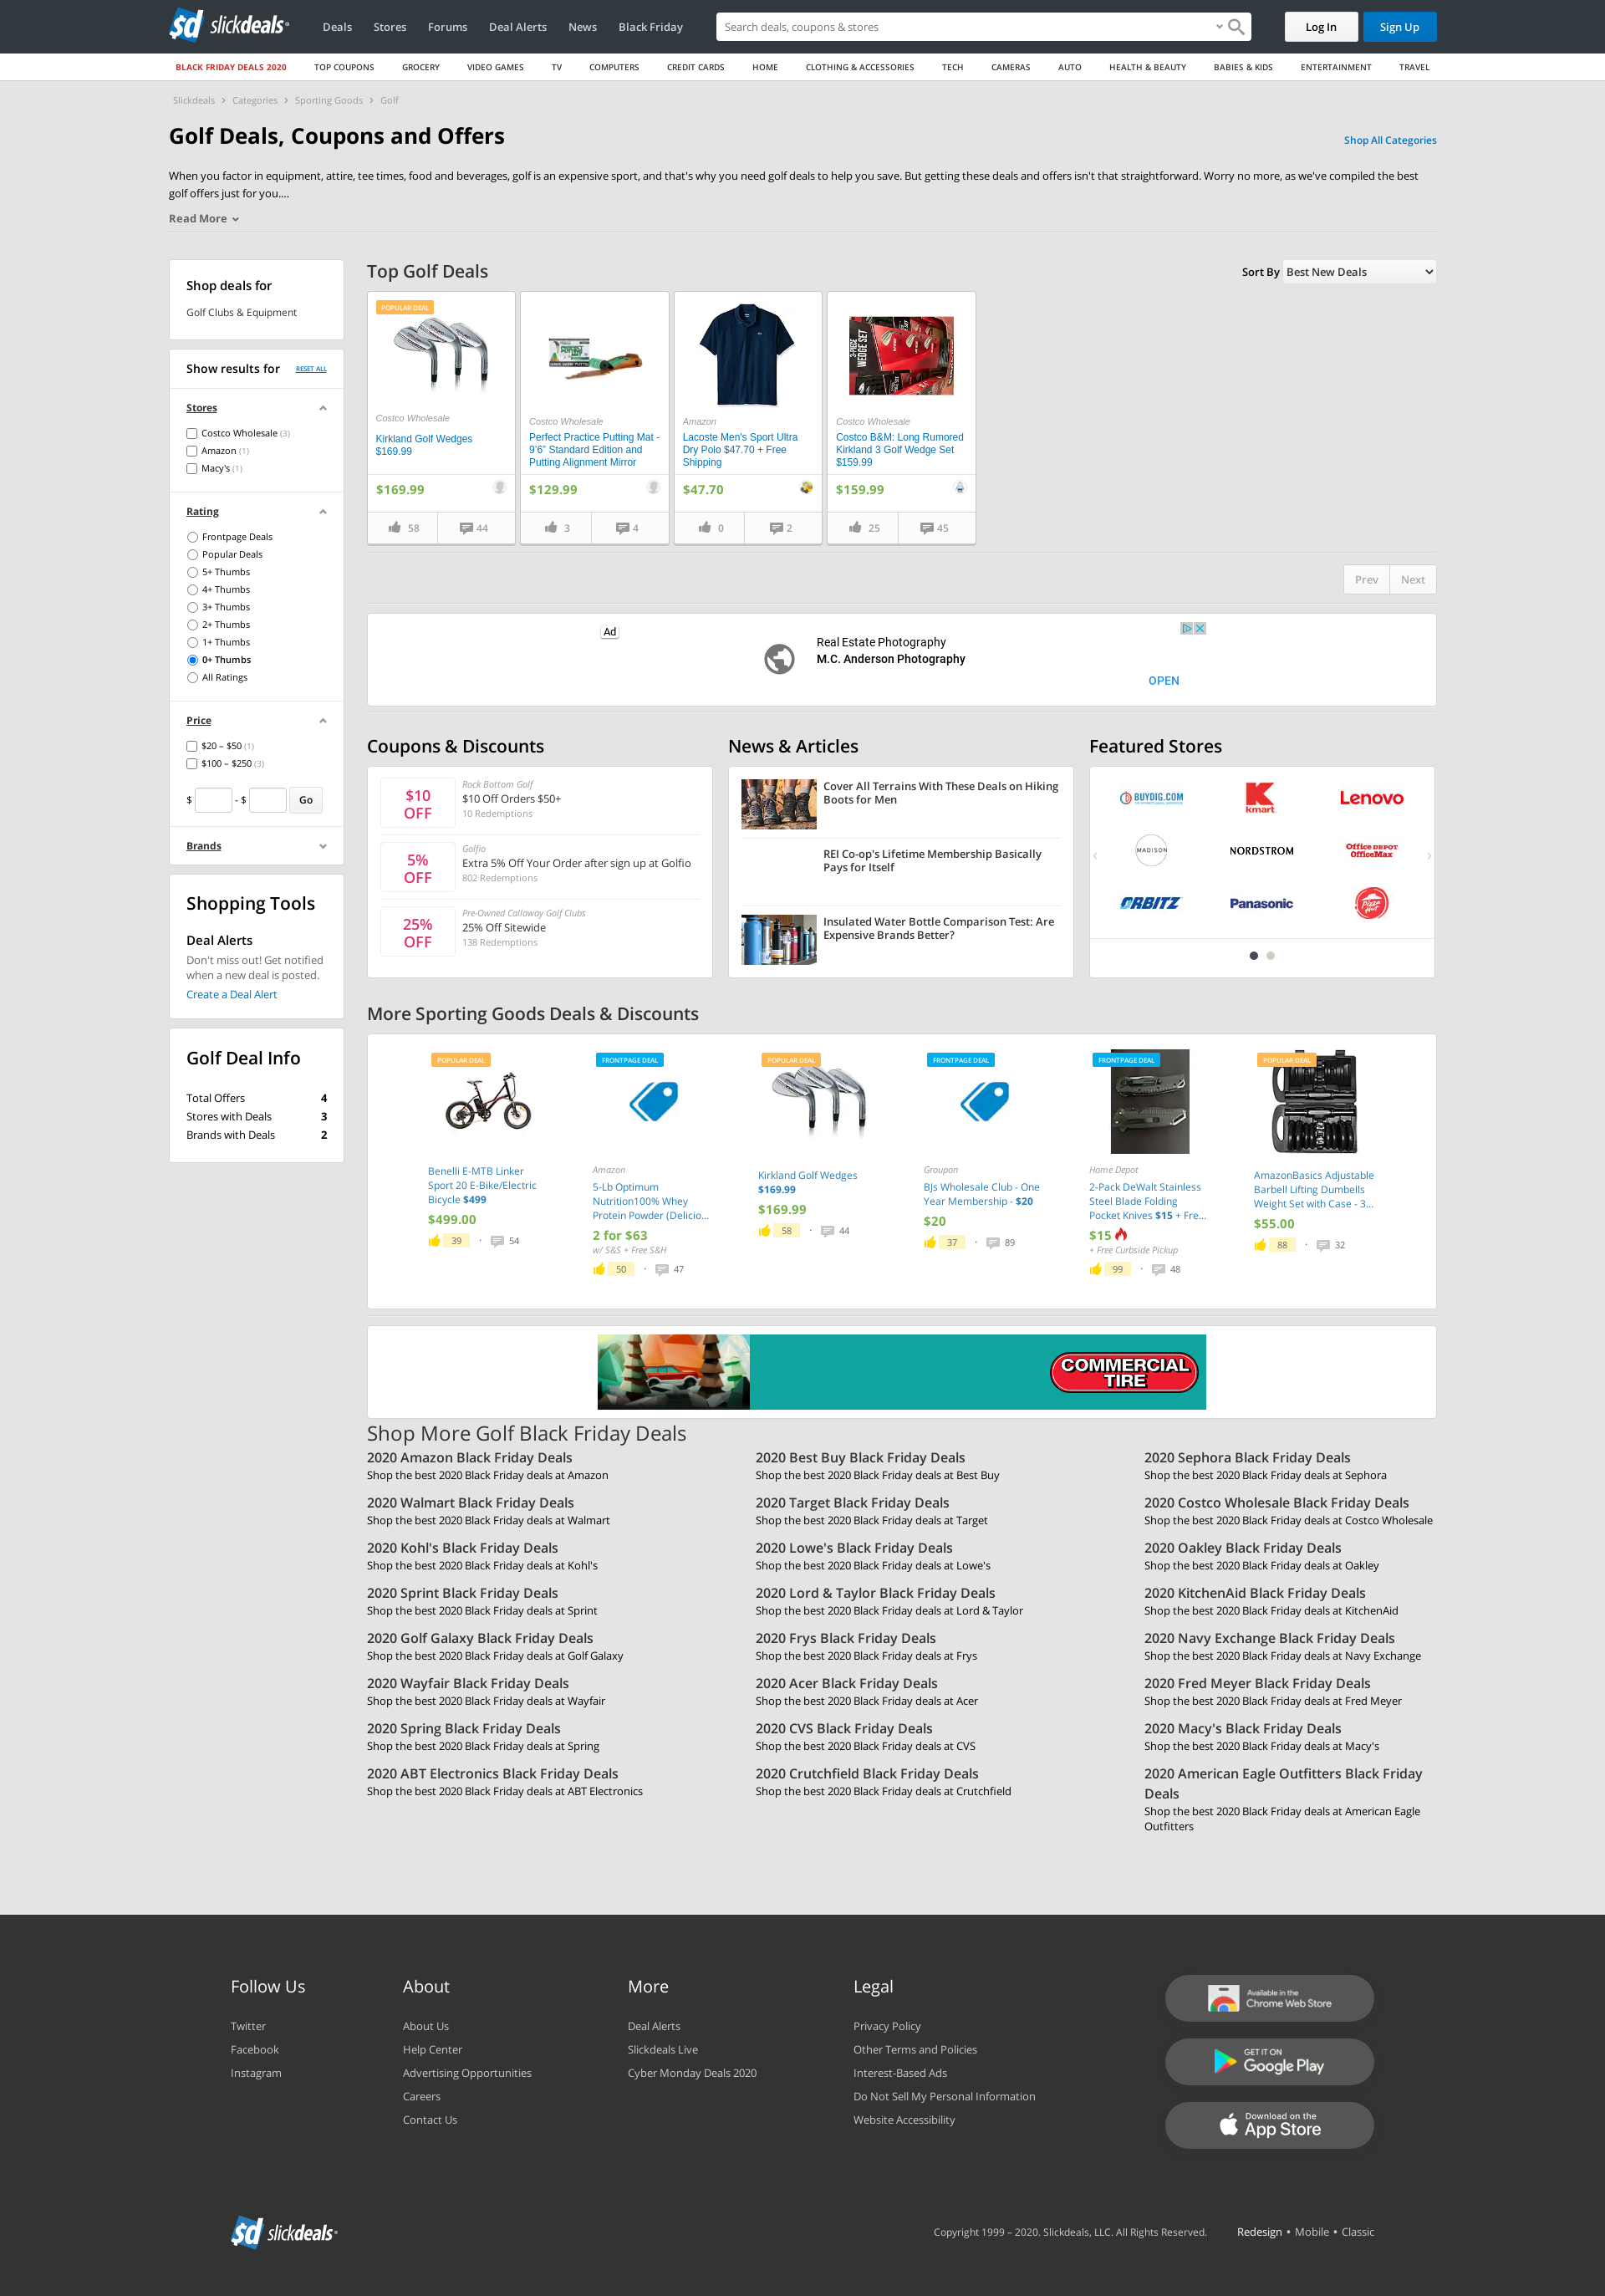 sd slickdeals
Deals
Stores
Forums
Deal Alerts
News
Black Friday
Search deals, coupons & stores
Log In
Sign Up
BLACK FRIDAY DEALS 2020
TOP COUPONS
GROCERY
VIDEO GAMES
TV
COMPUTERS
CREDIT CARDS
HOME
CLOTHING & ACCESSORIES
TECH
CAMERAS
AUTO
HEALTH & BEAUTY
BABIES & KIDS
ENTERTAINMENT
TRAVEL
Slickdeals › Categories › Sporting Goods › Golf
Golf Deals, Coupons and Offers
Shop All Categories
When you factor in equipment, attire, tee times, food and beverages, golf is an expensive sport, and that's why you need golf deals to help you save. But getting these deals and offers isn't that straightforward. Worry no more, as we've compiled the best
golf offers just for you....
Read More
Shop deals for
Golf Clubs & Equipment
Show results for
RESET ALL
Stores
Costco Wholesale (3)
Amazon (1)
Macy's (1)
Rating
Frontpage Deals
Popular Deals
5+ Thumbs
4+ Thumbs
3+ Thumbs
2+ Thumbs
1+ Thumbs
0+ Thumbs
All Ratings
Price
$20 – $50 (1)
$100 – $250 (3)
$ - $ Go
Brands
Shopping Tools
Deal Alerts
Don't miss out! Get notified
when a new deal is posted.
Create a Deal Alert
Golf Deal Info
Total Offers 4
Stores with Deals 3
Brands with Deals 2
Top Golf Deals
Sort By Best New Deals
POPULAR DEAL
Costco Wholesale
Kirkland Golf Wedges
$169.99
$169.99
58
44
Costco Wholesale
Perfect Practice Putting Mat -
9'6" Standard Edition and
Putting Alignment Mirror
$129.99
3
4
Amazon
Lacoste Men's Sport Ultra
Dry Polo $47.70 + Free
Shipping
$47.70
0
2
3-PIECE
WEDGE SET
Costco Wholesale
Costco B&M: Long Rumored
Kirkland 3 Golf Wedge Set
$159.99
$159.99
25
45
Prev
Next
Ad
Real Estate Photography
M.C. Anderson Photography
OPEN
Coupons & Discounts
$10
OFF
Rock Bottom Golf
$10 Off Orders $50+
10 Redemptions
5%
OFF
Golfio
Extra 5% Off Your Order after sign up at Golfio
802 Redemptions
25%
OFF
Pre-Owned Callaway Golf Clubs
25% Off Sitewide
138 Redemptions
News & Articles
Cover All Terrains With These Deals on Hiking
Boots for Men
REI Co-op's Lifetime Membership Basically
Pays for Itself
Insulated Water Bottle Comparison Test: Are
Expensive Brands Better?
Featured Stores
BUYDIG.COM
kmart
Lenovo
MADISON
NORDSTROM
Office DEPOT
OfficeMax
ORBITZ
Panasonic
Pizza Hut
More Sporting Goods Deals & Discounts
POPULAR DEAL
Benelli E-MTB Linker
Sport 20 E-Bike/Electric
Bicycle $499
$499.00
39 · 54
FRONTPAGE DEAL
Amazon
5-Lb Optimum
Nutrition100% Whey
Protein Powder (Delicio...
2 for $63
w/ S&S + Free S&H
50 · 47
POPULAR DEAL
Kirkland Golf Wedges
$169.99
$169.99
58 · 44
FRONTPAGE DEAL
Groupon
BJs Wholesale Club - One
Year Membership - $20
$20
37 · 89
FRONTPAGE DEAL
Home Depot
2-Pack DeWalt Stainless
Steel Blade Folding
Pocket Knives $15 + Fre...
$15
+ Free Curbside Pickup
99 · 48
POPULAR DEAL
AmazonBasics Adjustable
Barbell Lifting Dumbells
Weight Set with Case - 3...
$55.00
88 · 32
COMMERCIAL
TIRE
Shop More Golf Black Friday Deals
2020 Amazon Black Friday Deals
Shop the best 2020 Black Friday deals at Amazon
2020 Best Buy Black Friday Deals
Shop the best 2020 Black Friday deals at Best Buy
2020 Sephora Black Friday Deals
Shop the best 2020 Black Friday deals at Sephora
2020 Walmart Black Friday Deals
Shop the best 2020 Black Friday deals at Walmart
2020 Target Black Friday Deals
Shop the best 2020 Black Friday deals at Target
2020 Costco Wholesale Black Friday Deals
Shop the best 2020 Black Friday deals at Costco Wholesale
2020 Kohl's Black Friday Deals
Shop the best 2020 Black Friday deals at Kohl's
2020 Lowe's Black Friday Deals
Shop the best 2020 Black Friday deals at Lowe's
2020 Oakley Black Friday Deals
Shop the best 2020 Black Friday deals at Oakley
2020 Sprint Black Friday Deals
Shop the best 2020 Black Friday deals at Sprint
2020 Lord & Taylor Black Friday Deals
Shop the best 2020 Black Friday deals at Lord & Taylor
2020 KitchenAid Black Friday Deals
Shop the best 2020 Black Friday deals at KitchenAid
2020 Golf Galaxy Black Friday Deals
Shop the best 2020 Black Friday deals at Golf Galaxy
2020 Frys Black Friday Deals
Shop the best 2020 Black Friday deals at Frys
2020 Navy Exchange Black Friday Deals
Shop the best 2020 Black Friday deals at Navy Exchange
2020 Wayfair Black Friday Deals
Shop the best 2020 Black Friday deals at Wayfair
2020 Acer Black Friday Deals
Shop the best 2020 Black Friday deals at Acer
2020 Fred Meyer Black Friday Deals
Shop the best 2020 Black Friday deals at Fred Meyer
2020 Spring Black Friday Deals
Shop the best 2020 Black Friday deals at Spring
2020 CVS Black Friday Deals
Shop the best 2020 Black Friday deals at CVS
2020 Macy's Black Friday Deals
Shop the best 2020 Black Friday deals at Macy's
2020 ABT Electronics Black Friday Deals
Shop the best 2020 Black Friday deals at ABT Electronics
2020 Crutchfield Black Friday Deals
Shop the best 2020 Black Friday deals at Crutchfield
2020 American Eagle Outfitters Black Friday
Deals
Shop the best 2020 Black Friday deals at American Eagle
Outfitters
Follow Us
Twitter
Facebook
Instagram
About
About Us
Help Center
Advertising Opportunities
Careers
Contact Us
More
Deal Alerts
Slickdeals Live
Cyber Monday Deals 2020
Legal
Privacy Policy
Other Terms and Policies
Interest-Based Ads
Do Not Sell My Personal Information
Website Accessibility
Available in the
Chrome Web Store
GET IT ON
Google Play
Download on the
App Store
sd slickdeals
Copyright 1999 – 2020. Slickdeals, LLC. All Rights Reserved.
Redesign • Mobile • Classic